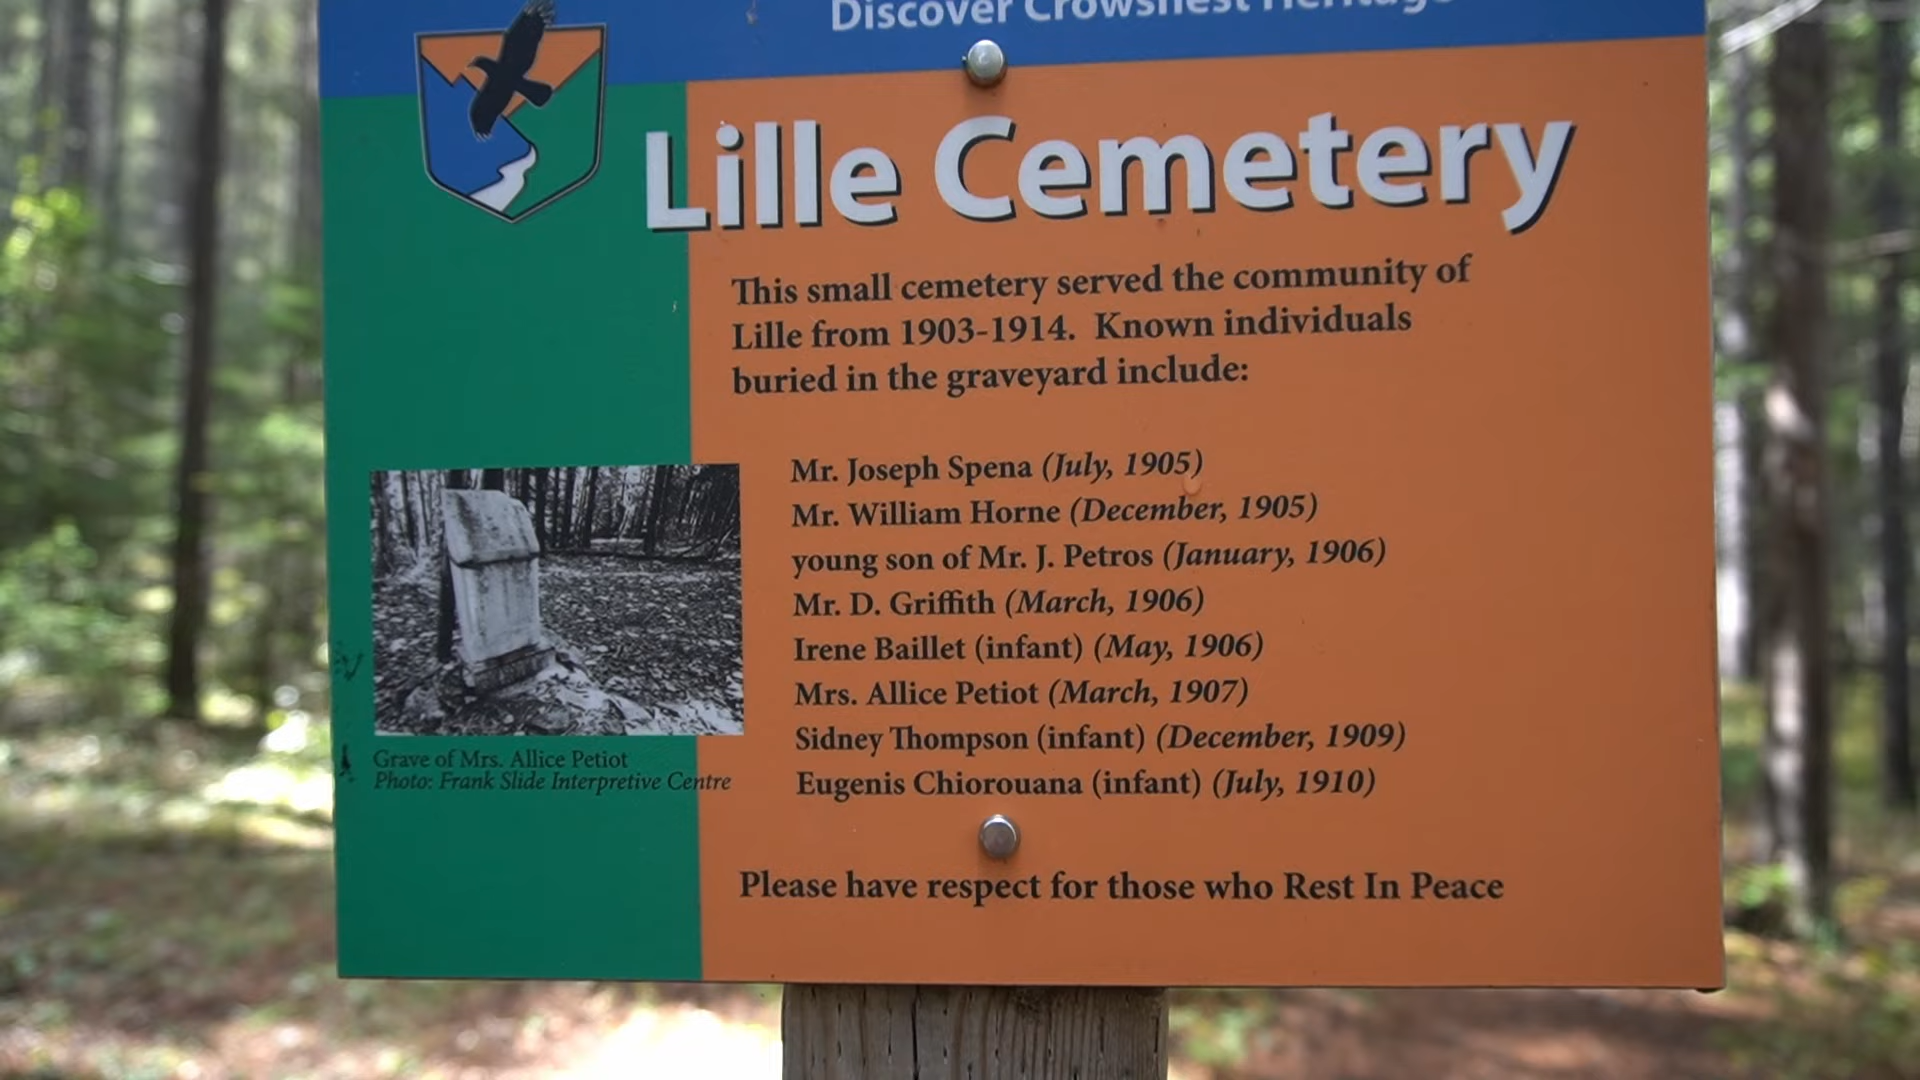 Discover Crowsnest Heritage
Lille Cemetery
This small cemetery served the community of
Lille from 1903-1914. Known individuals
buried in the graveyard include:
Mr. Joseph Spena (July, 1905)
Mr. William Horne (December, 1905)
young son of Mr. J. Petros (January, 1906)
Mr. D. Griffith (March, 1906)
Irene Baillet (infant) (May, 1906)
Mrs. Allice Petiot (March, 1907)
Sidney Thompson (infant) (December, 1909)
Eugenis Chiorouana (infant) (July, 1910)
Grave of Mrs. Allice Petiot
Photo: Frank Slide Interpretive Centre
Please have respect for those who Rest In Peace